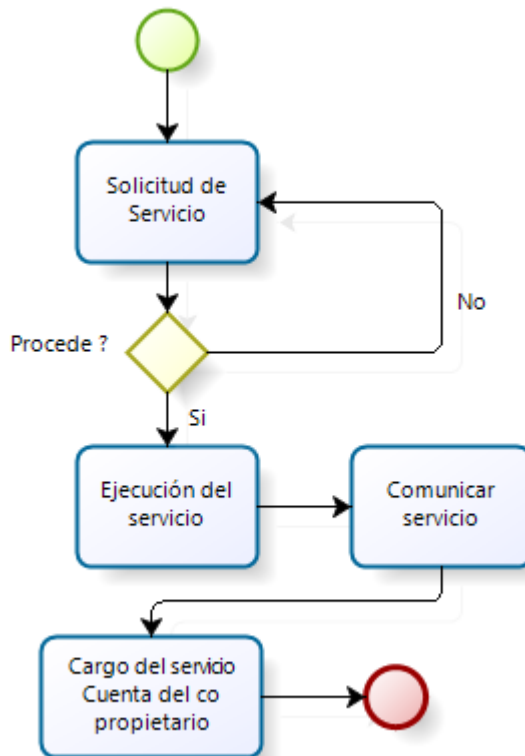 Solicitud de
Servicio
No
Procede ?
Si
Ejecución del
servicio
Comunicar
servicio
Cargo del servicio
Cuenta del co
propietario